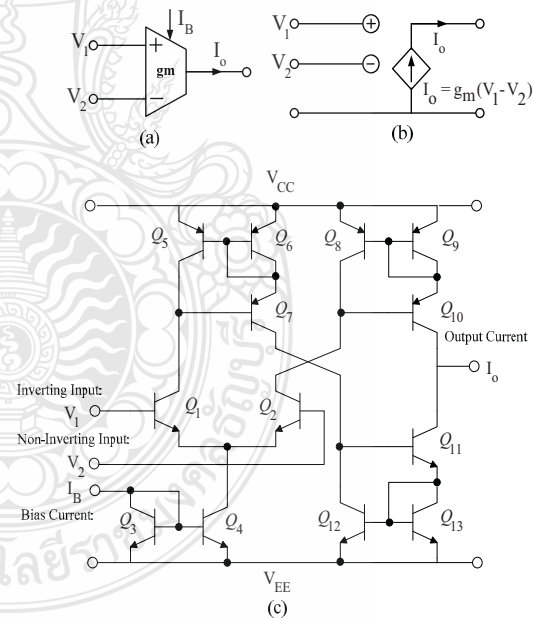 I_B
V_1
+
gm
I_o
V_2
−
(a)
V_1
+
V_2
−
I_o
I_o = g_m(V_1-V_2)
(b)
V_CC
Q_5
Q_6
Q_8
Q_9
Q_7
Q_10
Output Current
I_o
Inverting Input:
V_1
Q_1
Q_2
Non-Inverting Input:
V_2
Q_11
I_B
Bias Current:
Q_3
Q_4
Q_12
Q_13
V_EE
(c)